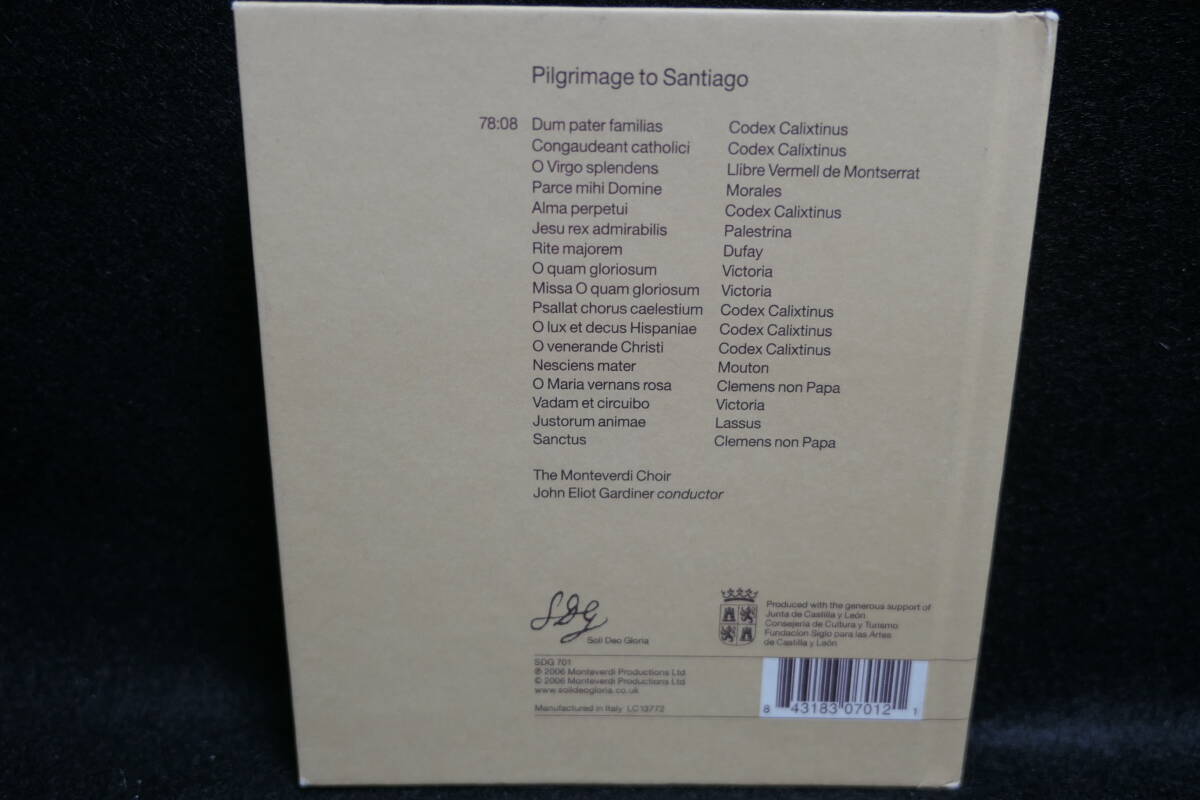 Pilgrimage to Santiago
78:08 Dum pater familias Codex Calixtinus
Congaudeant catholici Codex Calixtinus
O Virgo splendens Llibre Vermell de Montserrat
Parce mihi Domine Morales
Alma perpetui Codex Calixtinus
Jesu rex admirabilis Palestrina
Rite majorem Dufay
O quam gloriosum Victoria
Missa O quam gloriosum Victoria
Psallat chorus caelestium Codex Calixtinus
O lux et decus Hispaniae Codex Calixtinus
O venerande Christi Codex Calixtinus
Nesciens mater Mouton
O Maria vernans rosa Clemens non Papa
Vadam et circuibo Victoria
Justorum animae Lassus
Sanctus Clemens non Papa
The Monteverdi Choir
John Eliot Gardiner conductor
SDG
Soli Deo Gloria
Produced with the generous support of
Junta de Castilla y León
Consejería de Cultura y Turismo
Fundacion Siglo para las Artes
de Castilla y León
SDG 701
℗ 2006 Monteverdi Productions Ltd
© 2006 Monteverdi Productions Ltd
www.solideogloria.co.uk
Manufactured in Italy LC13772
8 43183 07012 1